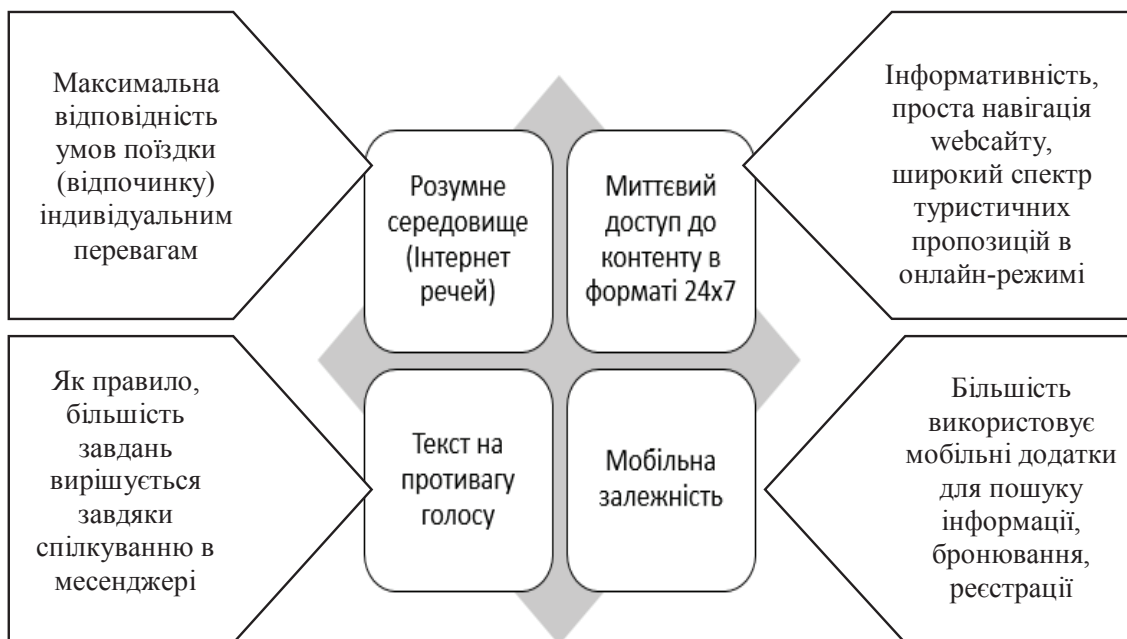 Максимальна
відповідність
умов поїздки
(відпочинку)
індивідуальним
перевагам
Розумне
середовище
(Інтернет
речей)
Миттєвий
доступ до
контенту в
форматі 24х7
Інформативність,
проста навігація
webсайту,
широкий спектр
туристичних
пропозицій в
онлайн-режимі
Як правило,
більшість
завдань
вирішується
завдяки
спілкуванню в
месенджері
Текст на
противагу
голосу
Мобільна
залежність
Більшість
використовує
мобільні додатки
для пошуку
інформації,
бронювання,
реєстрації